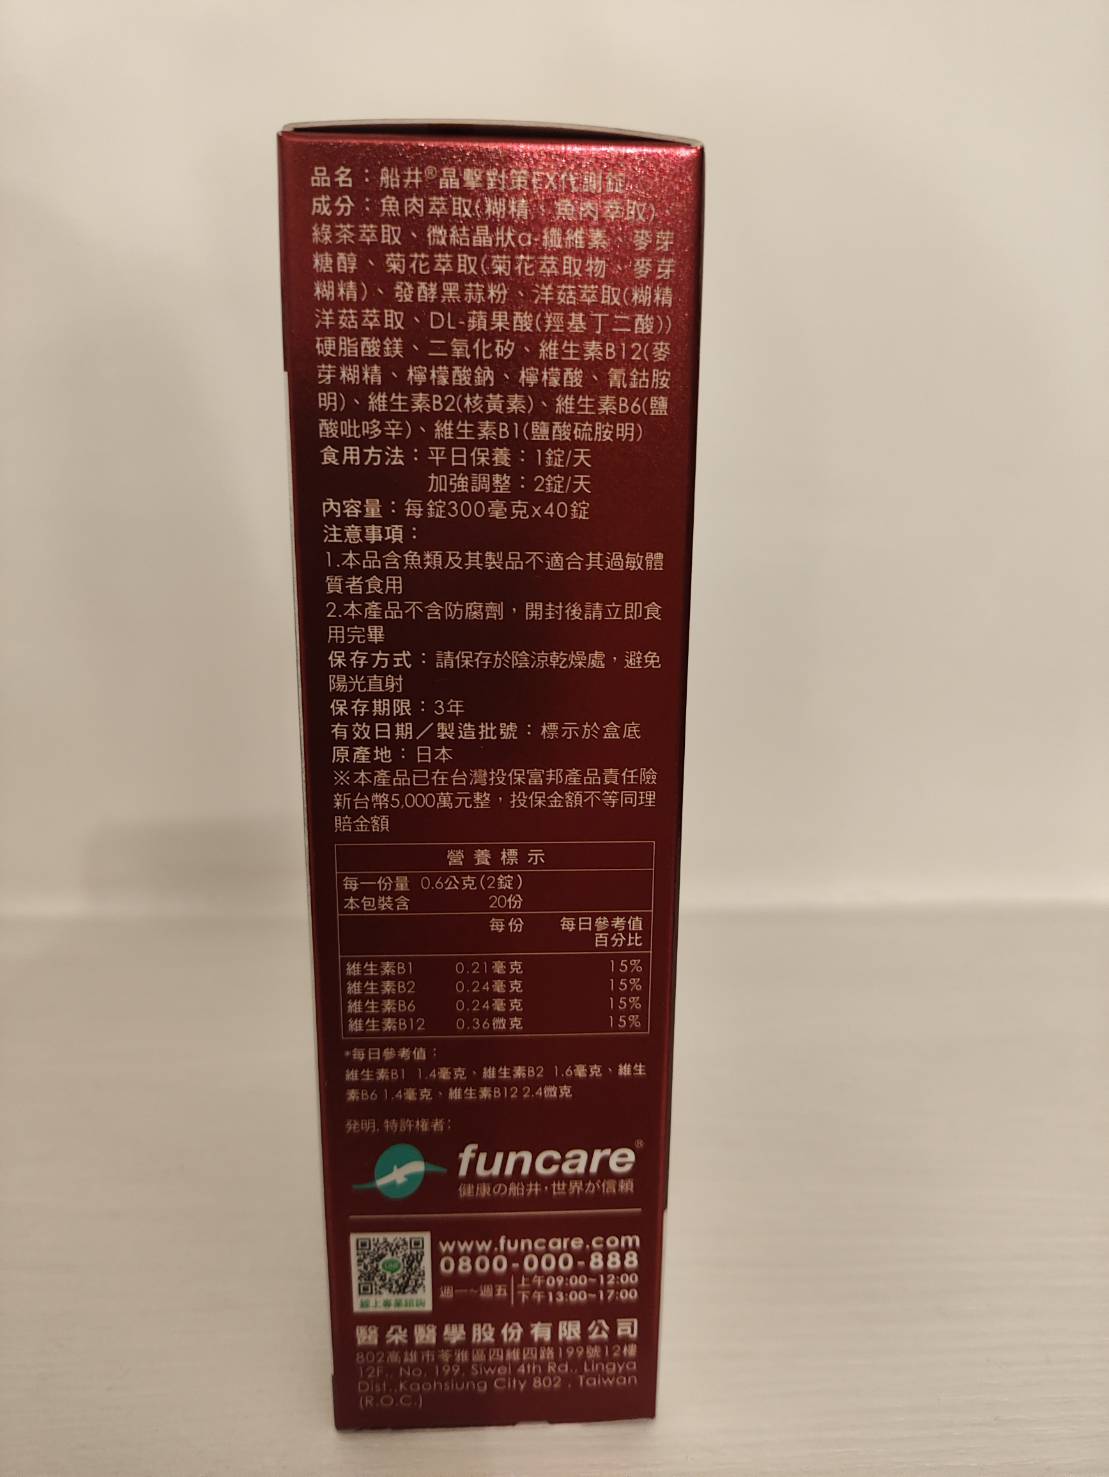 品名：船井®晶擊對策EX代謝錠
成分：魚肉萃取(糊精、魚肉萃取)、
綠茶萃取、微結晶狀α-纖維素、麥芽
糖醇、菊花萃取(菊花萃取物、麥芽
糊精)、發酵黑蒜粉、洋菇萃取(糊精
洋菇萃取、DL-蘋果酸(羥基丁二酸))
硬脂酸鎂、二氧化矽、維生素B12(麥
芽糊精、檸檬酸鈉、檸檬酸、氰鈷胺
明)、維生素B2(核黃素)、維生素B6(鹽
酸吡哆辛)、維生素B1(鹽酸硫胺明)
食用方法：平日保養：1錠/天
加強調整：2錠/天
內容量：每錠300毫克x40錠
注意事項：
1.本品含魚類及其製品不適合其過敏體
質者食用
2.本產品不含防腐劑，開封後請立即食
用完畢
保存方式：請保存於陰涼乾燥處，避免
陽光直射
保存期限：3年
有效日期／製造批號：標示於盒底
原產地：日本
※本產品已在台灣投保富邦產品責任險
新台幣5,000萬元整，投保金額不等同理
賠金額
營養標示
每一份量 0.6公克(2錠)
本包裝含 20份
每份 每日參考值
百分比
維生素B1 0.21毫克 15%
維生素B2 0.24毫克 15%
維生素B6 0.24毫克 15%
維生素B12 0.36微克 15%
*每日參考值：
維生素B1 1.4毫克、維生素B2 1.6毫克、維生
素B6 1.4毫克、維生素B12 2.4微克
発明，特許権者：
funcare®
健康の船井・世界が信頼
www.funcare.com
0800-000-888
週一~週五 上午09:00~12:00
下午13:00~17:00
線上專業諮詢
醫朵醫學股份有限公司
802高雄市苓雅區四維四路199號12樓
12F., No. 199, Siwei 4th Rd., Lingya
Dist., Kaohsiung City 802 , Taiwan
(R.O.C.)